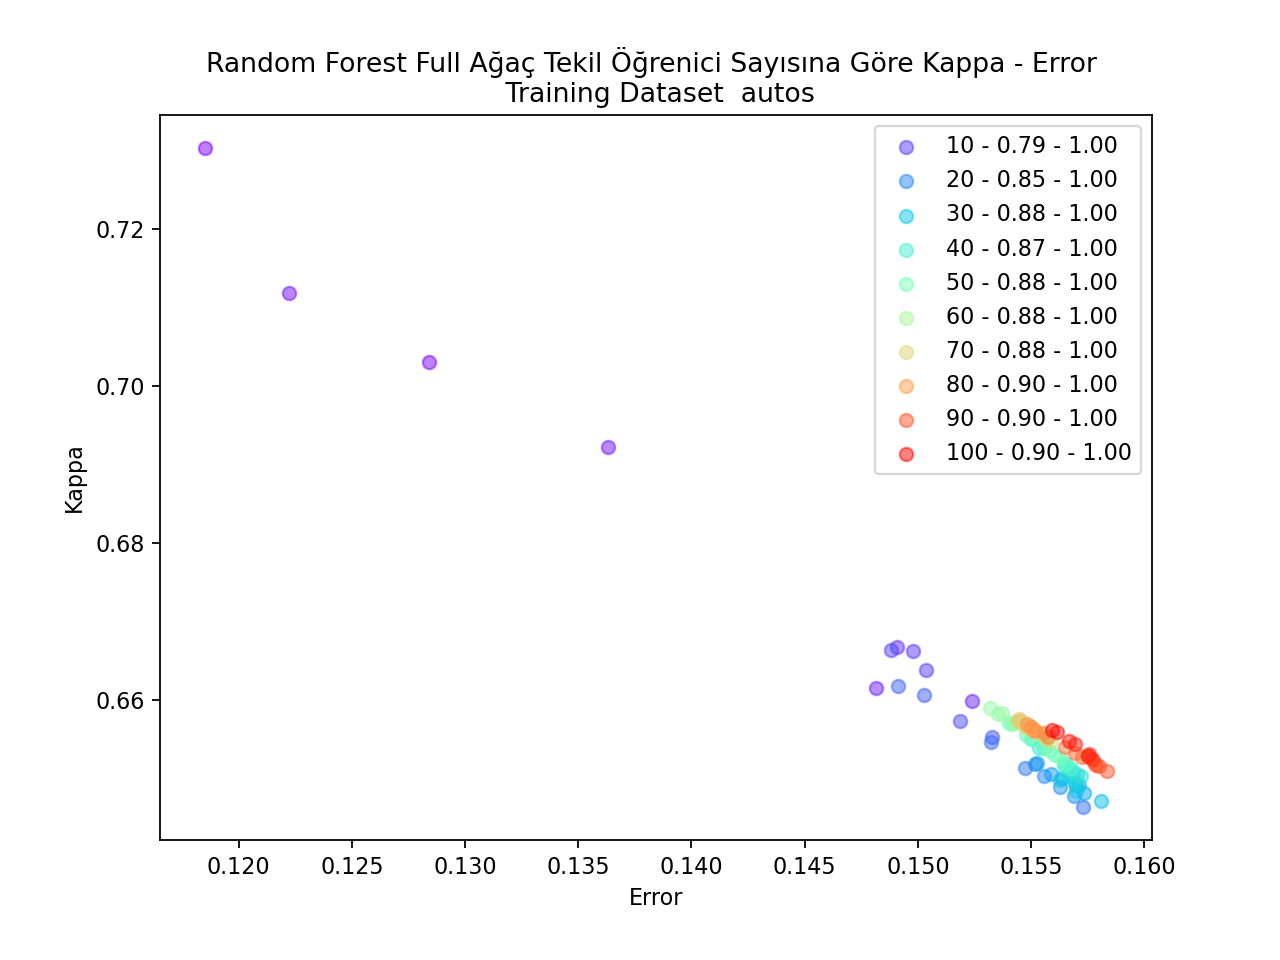 Random Forest Full Ağaç Tekil Öğrenici Sayısına Göre Kappa - Error
Training Dataset  autos
Kappa
0.72
0.70
0.68
0.66
10 - 0.79 - 1.00
20 - 0.85 - 1.00
30 - 0.88 - 1.00
40 - 0.87 - 1.00
50 - 0.88 - 1.00
60 - 0.88 - 1.00
70 - 0.88 - 1.00
80 - 0.90 - 1.00
90 - 0.90 - 1.00
100 - 0.90 - 1.00
0.120 0.125 0.130 0.135 0.140 0.145 0.150 0.155 0.160
Error